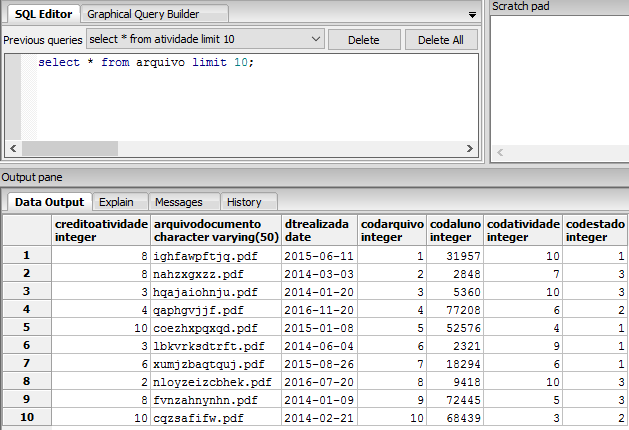 SQL Editor Graphical Query Builder
Scratch pad
Previous queries select * from atividade limit 10 Delete Delete All
select * from arquivo limit 10;
Output pane
Data Output Explain Messages History
creditoatividade arquivodocumento dtrealizada codarquivo codaluno codatividade codestado
integer character varying(50) date integer integer integer integer
1 8 ighfawpftjq.pdf 2015-06-11 1 31957 10 1
2 8 nahzxgxzz.pdf 2014-03-03 2 2848 7 3
3 3 hqajaiohnju.pdf 2014-01-20 3 5360 10 3
4 4 qaphgvjjf.pdf 2016-11-20 4 77208 6 2
5 10 coezhxpqxqd.pdf 2015-01-08 5 52576 4 1
6 3 lbkvrksdtrft.pdf 2014-06-04 6 2321 9 1
7 6 xumjzbaqtquj.pdf 2015-08-26 7 18294 6 1
8 2 nloyzeizcbhek.pdf 2016-07-20 8 9418 10 3
9 8 fvnzahnynhn.pdf 2014-01-09 9 72445 5 3
10 10 cqzsafifw.pdf 2014-02-21 10 68439 3 2